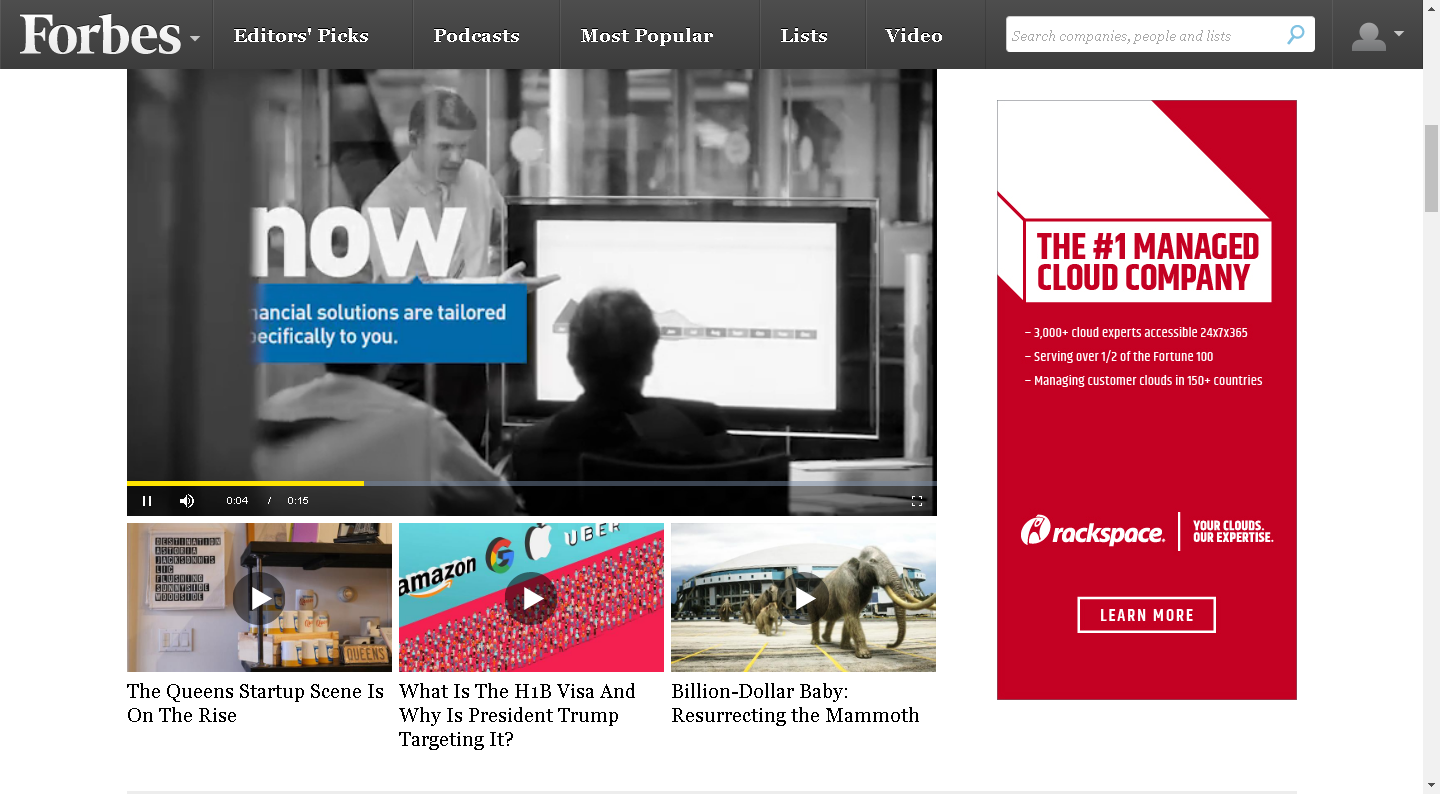 Forbes
Editors' Picks
Podcasts
Most Popular
Lists
Video
Search companies, people and lists
now
nancial solutions are tailored
pecifically to you.
0:04 / 0:15
DESTINATION
ASTORIA
JACKSON HTS
LIC
FLUSHING
SUNNYSIDE
WOODSIDE
QUEENS
amazon
G
UBER
The Queens Startup Scene Is
On The Rise
What Is The H1B Visa And
Why Is President Trump
Targeting It?
Billion-Dollar Baby:
Resurrecting the Mammoth
THE #1 MANAGED
CLOUD COMPANY
– 3,000+ cloud experts accessible 24x7x365
– Serving over 1/2 of the Fortune 100
– Managing customer clouds in 150+ countries
rackspace.
YOUR CLOUDS.
OUR EXPERTISE.
LEARN MORE